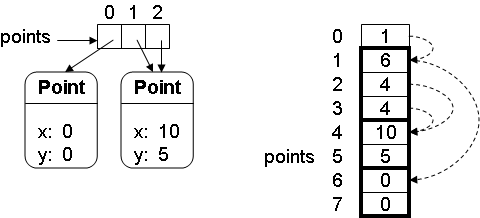 0 1 2
points
Point
x: 0
y: 0
Point
x: 10
y: 5
points
0 1
1 6
2 4
3 4
4 10
5 5
6 0
7 0